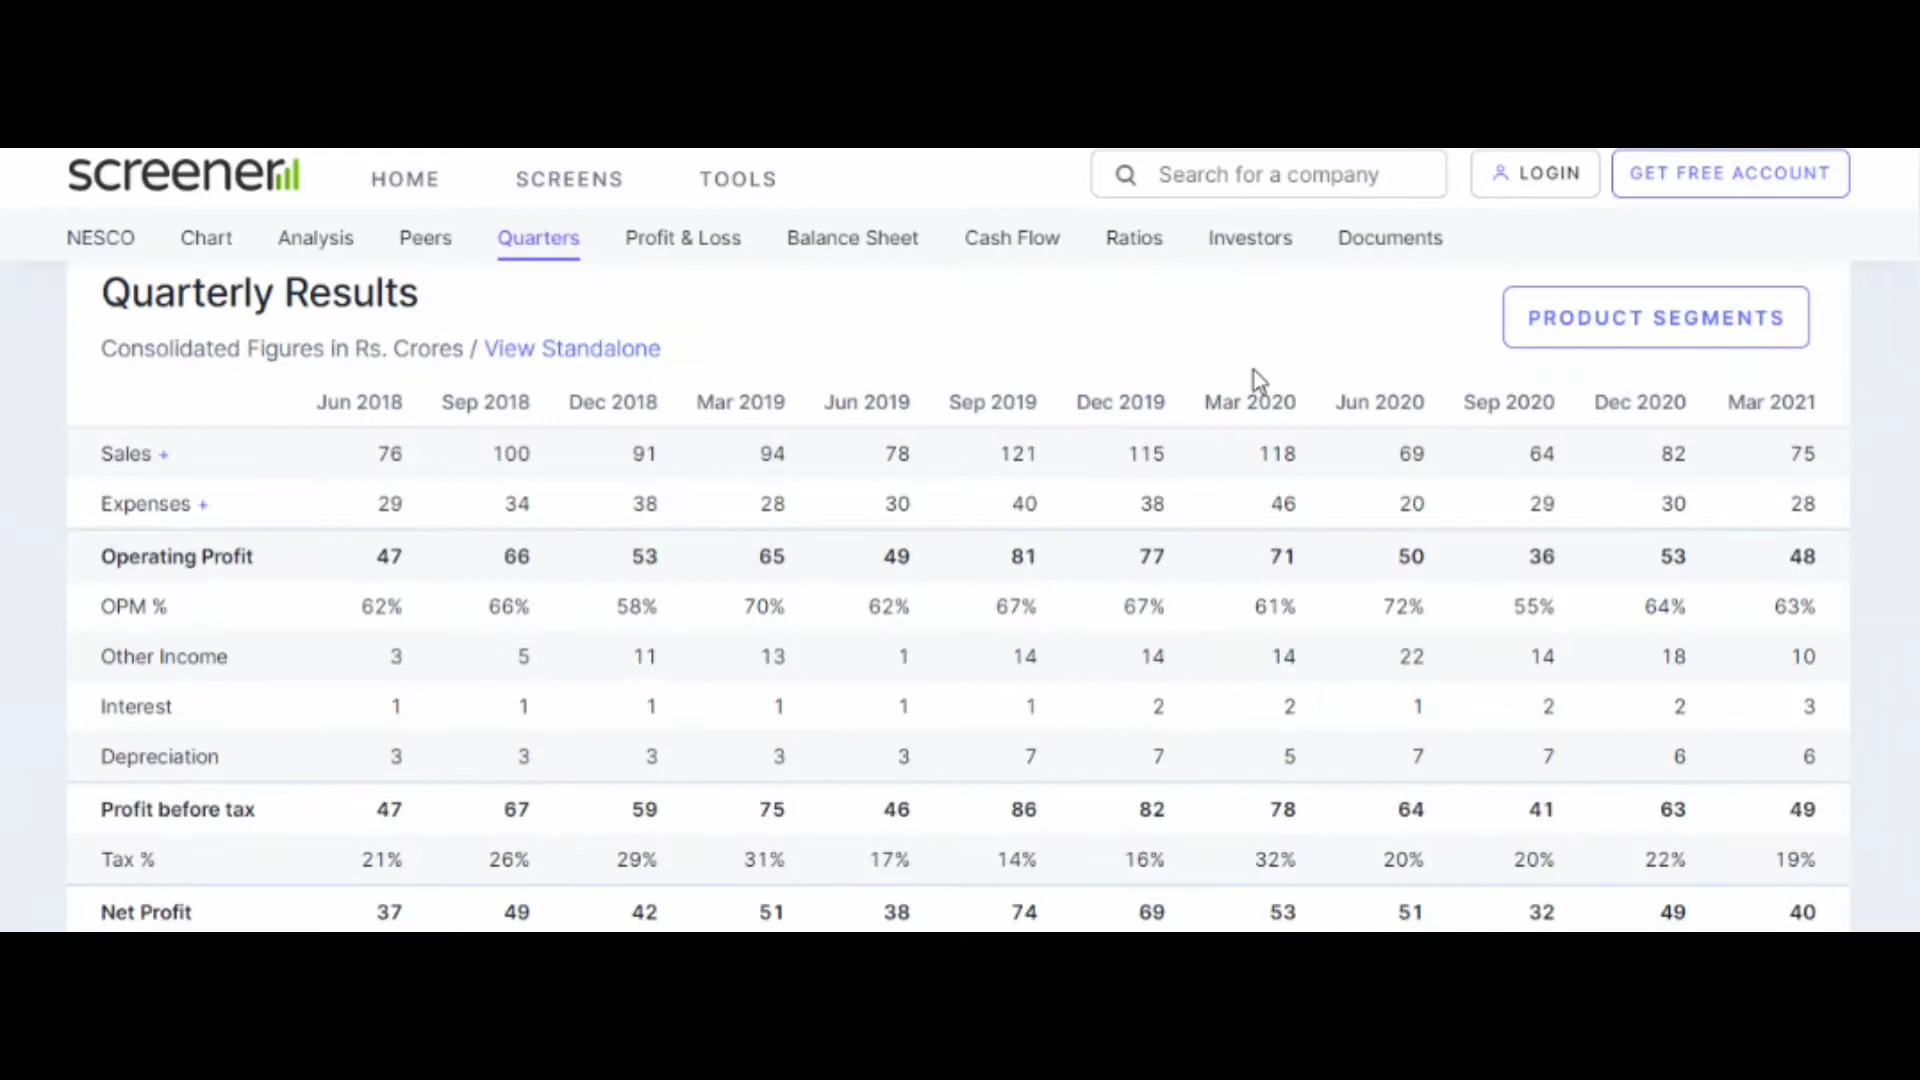 screener HOME SCREENS TOOLS Search for a company LOGIN GET FREE ACCOUNT
NESCO Chart Analysis Peers Quarters Profit & Loss Balance Sheet Cash Flow Ratios Investors Documents
Quarterly Results
PRODUCT SEGMENTS
Consolidated Figures in Rs. Crores / View Standalone
Jun 2018 Sep 2018 Dec 2018 Mar 2019 Jun 2019 Sep 2019 Dec 2019 Mar 2020 Jun 2020 Sep 2020 Dec 2020 Mar 2021
Sales + 76 100 91 94 78 121 115 118 69 64 82 75
Expenses + 29 34 38 28 30 40 38 46 20 29 30 28
Operating Profit 47 66 53 65 49 81 77 71 50 36 53 48
OPM % 62% 66% 58% 70% 62% 67% 67% 61% 72% 55% 64% 63%
Other Income 3 5 11 13 1 14 14 14 22 14 18 10
Interest 1 1 1 1 1 1 2 2 1 2 2 3
Depreciation 3 3 3 3 3 7 7 5 7 7 6 6
Profit before tax 47 67 59 75 46 86 82 78 64 41 63 49
Tax % 21% 26% 29% 31% 17% 14% 16% 32% 20% 20% 22% 19%
Net Profit 37 49 42 51 38 74 69 53 51 32 49 40